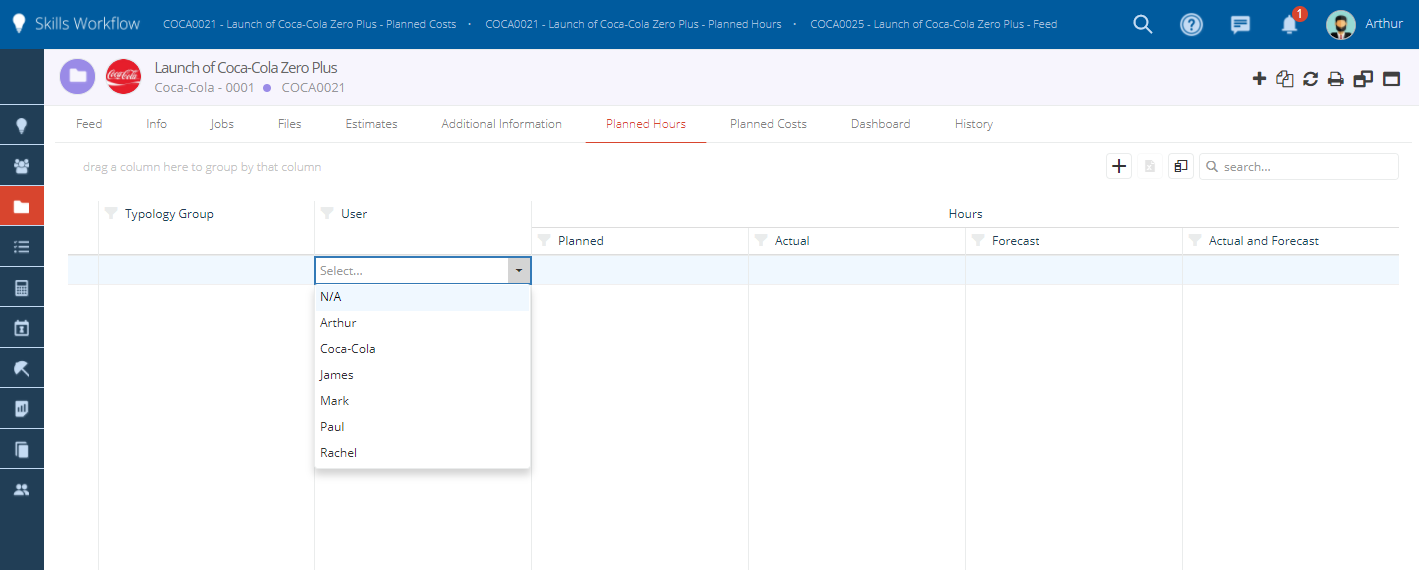 Skills Workflow COCA0021 - Launch of Coca-Cola Zero Plus - Planned Costs • COCA0021 - Launch of Coca-Cola Zero Plus - Planned Hours • COCA0025 - Launch of Coca-Cola Zero Plus - Feed 1 Arthur
Coca-Cola Launch of Coca-Cola Zero Plus
Coca-Cola - 0001 • COCA0021
Feed Info Jobs Files Estimates Additional Information Planned Hours Planned Costs Dashboard History
drag a column here to group by that column search...
Typology Group User Hours
Planned Actual Forecast Actual and Forecast
Select...
N/A
Arthur
Coca-Cola
James
Mark
Paul
Rachel